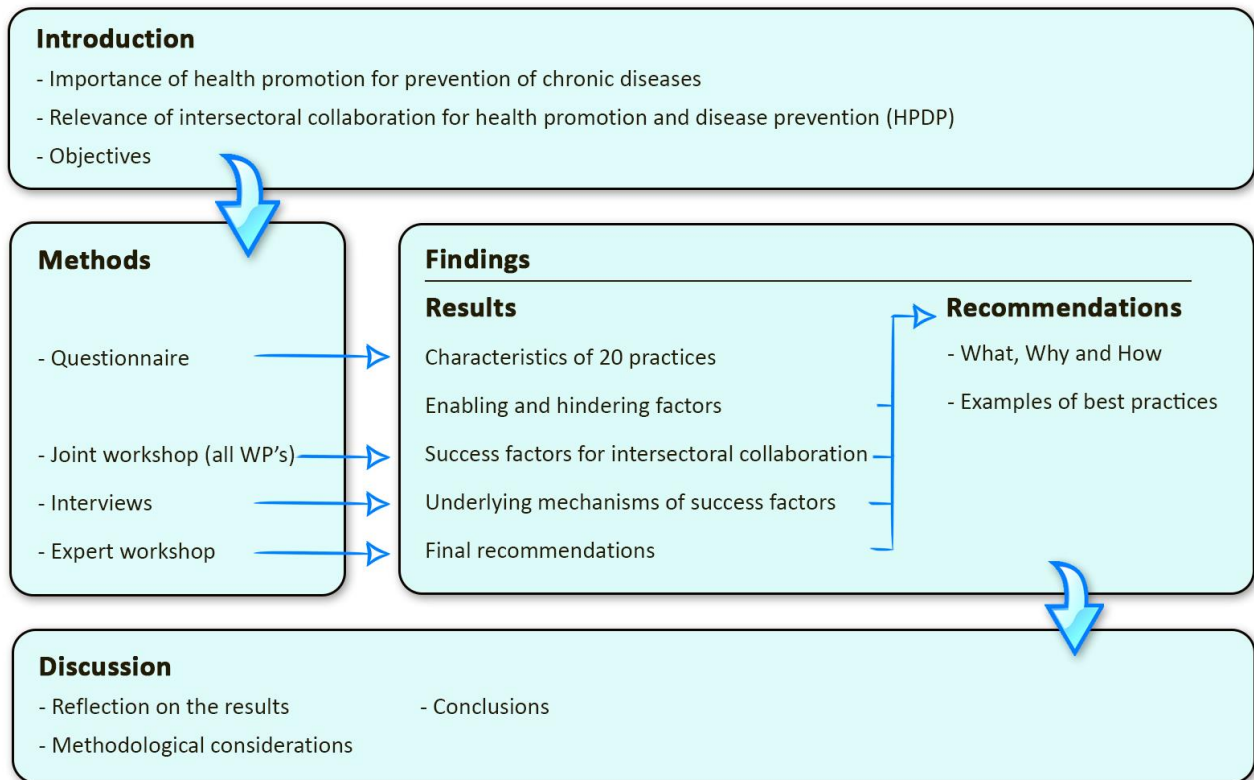 Introduction
- Importance of health promotion for prevention of chronic diseases
- Relevance of intersectoral collaboration for health promotion and disease prevention (HPDP)
- Objectives
Methods
- Questionnaire
- Joint workshop (all WP's)
- Interviews
- Expert workshop
Findings
Results
Characteristics of 20 practices
Enabling and hindering factors
Success factors for intersectoral collaboration
Underlying mechanisms of success factors
Final recommendations
Recommendations
- What, Why and How
- Examples of best practices
Discussion
- Reflection on the results
- Methodological considerations
- Conclusions